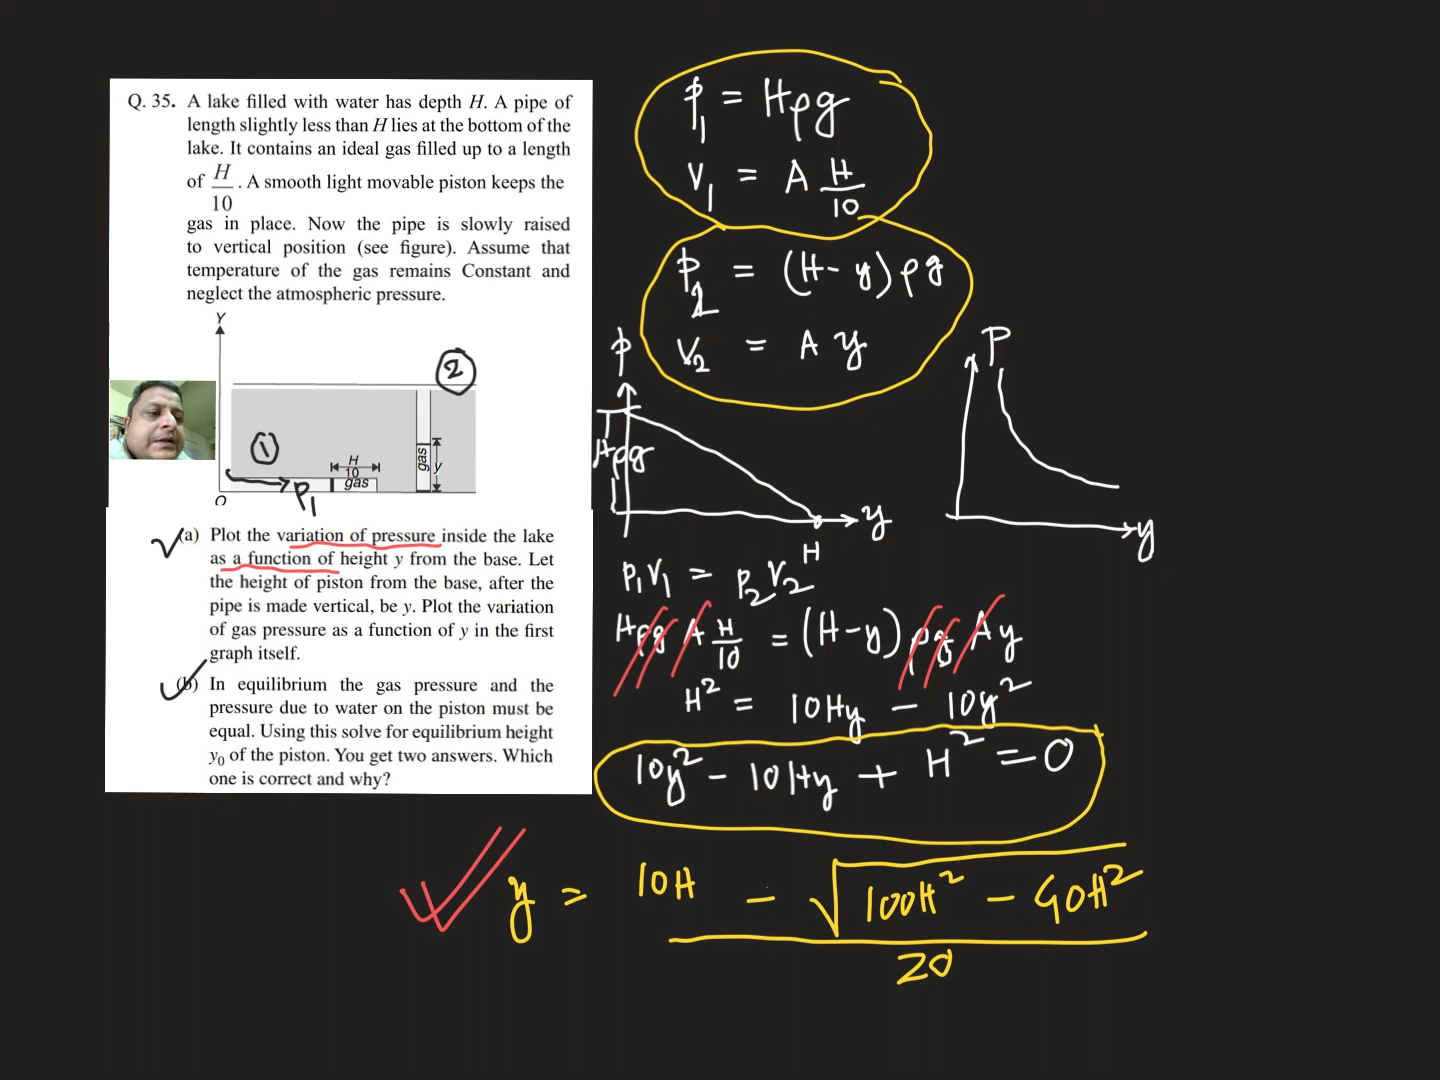 Q. 35. A lake filled with water has depth H. A pipe of
length slightly less than H lies at the bottom of the
lake. It contains an ideal gas filled up to a length
of H/10. A smooth light movable piston keeps the
gas in place. Now the pipe is slowly raised
to vertical position (see figure). Assume that
temperature of the gas remains Constant and
neglect the atmospheric pressure.
Y
2
1
H/10
gas
gas
y
O
P₁
(a) Plot the variation of pressure inside the lake
as a function of height y from the base. Let
the height of piston from the base, after the
pipe is made vertical, be y. Plot the variation
of gas pressure as a function of y in the first
graph itself.
(b) In equilibrium the gas pressure and the
pressure due to water on the piston must be
equal. Using this solve for equilibrium height
y₀ of the piston. You get two answers. Which
one is correct and why?
P₁ = Hρg
V₁ = A H/10
P₂ = (H-y)ρg
V₂ = A y
P
Hρg
y
H
P
y
P₁V₁ = P₂V₂
Hρg A H/10 = (H-y) ρg A y
H² = 10Hy - 10y²
10y² - 10Hy + H² = 0
y = 10H - √100H² - 40H²
20